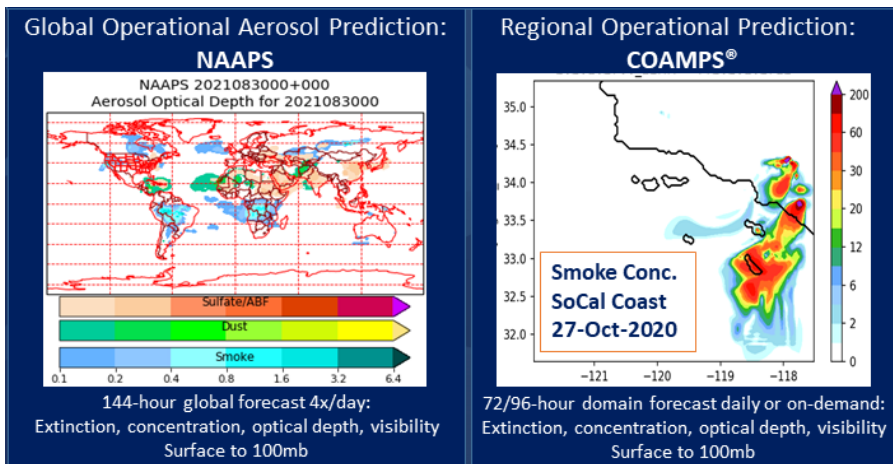 Global Operational Aerosol Prediction:
NAAPS
NAAPS 2021083000+000
Aerosol Optical Depth for 2021083000
Sulfate/ABF
Dust
Smoke
0.1 0.2 0.4 0.8 1.6 3.2 6.4
144-hour global forecast 4x/day:
Extinction, concentration, optical depth, visibility
Surface to 100mb
Regional Operational Prediction:
COAMPS®
35.0
34.5
34.0
33.5
33.0
32.5
32.0
−121 −120 −119 −118
200
60
30
20
12
6
2
0
Smoke Conc.
SoCal Coast
27-Oct-2020
72/96-hour domain forecast daily or on-demand:
Extinction, concentration, optical depth, visibility
Surface to 100mb